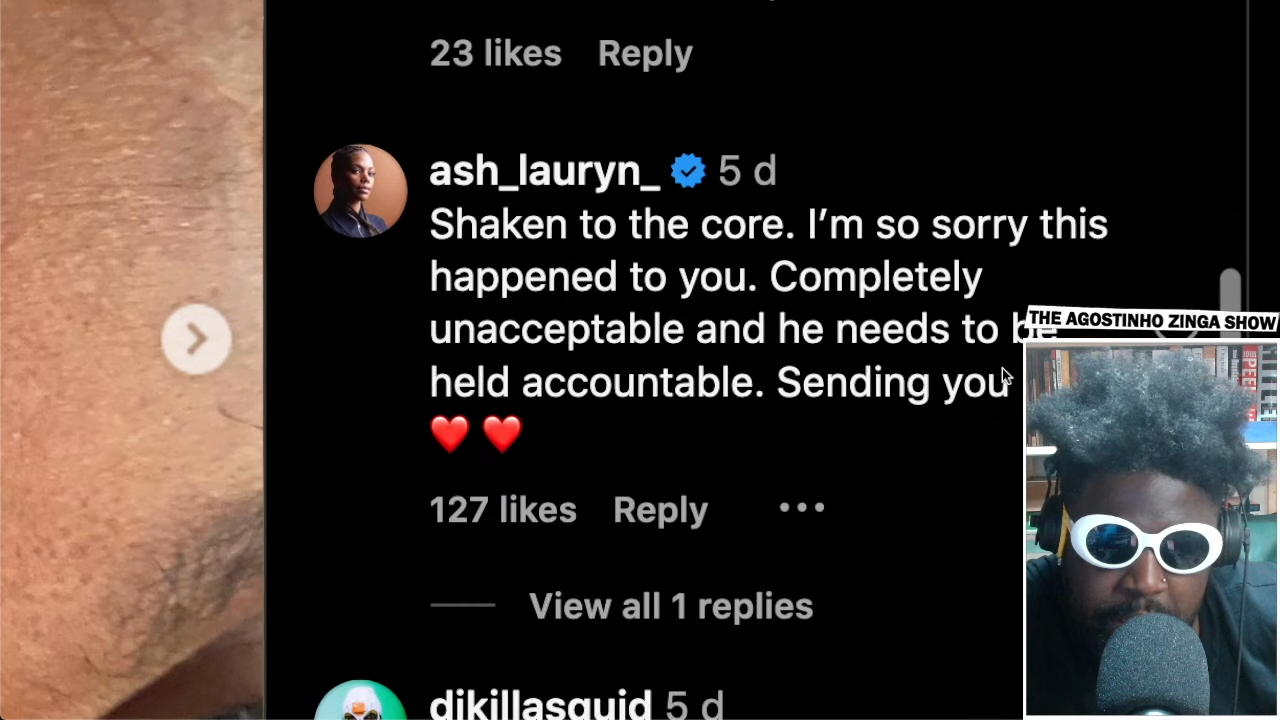 23 likes Reply
ash_lauryn_ 5 d
Shaken to the core. I’m so sorry this
happened to you. Completely
unacceptable and he needs to be
held accountable. Sending you
❤️ ❤️
127 likes Reply ...
View all 1 replies
dikillasquid 5 d
THE AGOSTINHO ZINGA SHOW